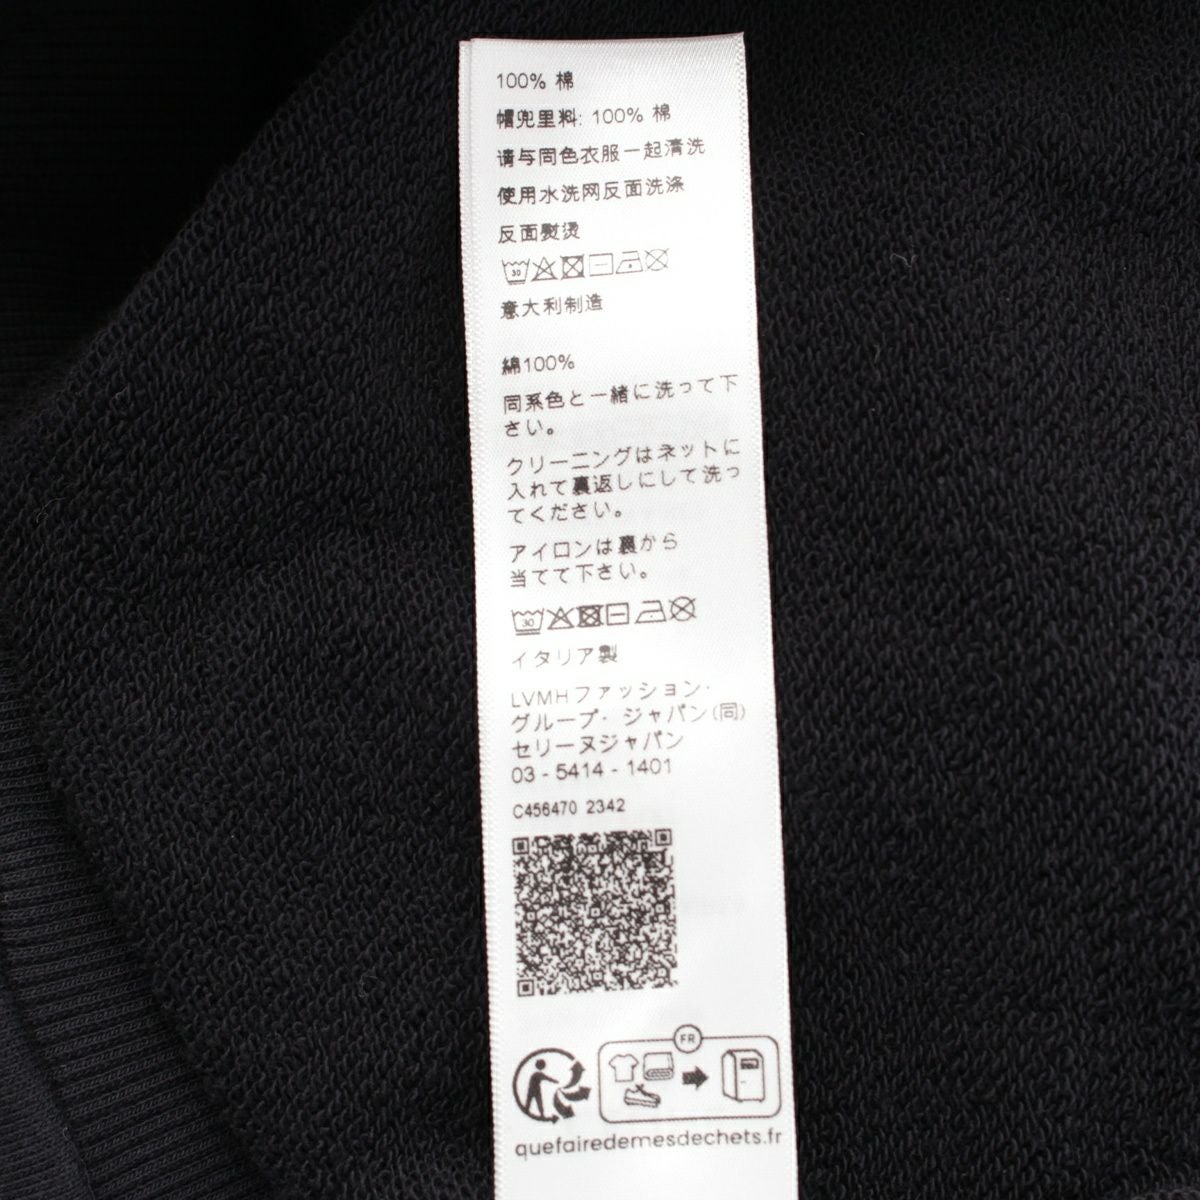 100% 棉
帽兜里料: 100% 棉
请与同色衣服一起清洗
使用水洗网反面洗涤
反面熨烫
30
意大利制造
綿100%
同系色と一緒に洗って下
さい。
クリーニングはネットに
入れて裏返しにして洗っ
てください。
アイロンは裏から
当てて下さい。
30
イタリア製
LVMHファッション・
グループ・ジャパン(同)
セリーヌジャパン
03 - 5414 - 1401
C456470 2342
FR
quefairedemesdechets.fr